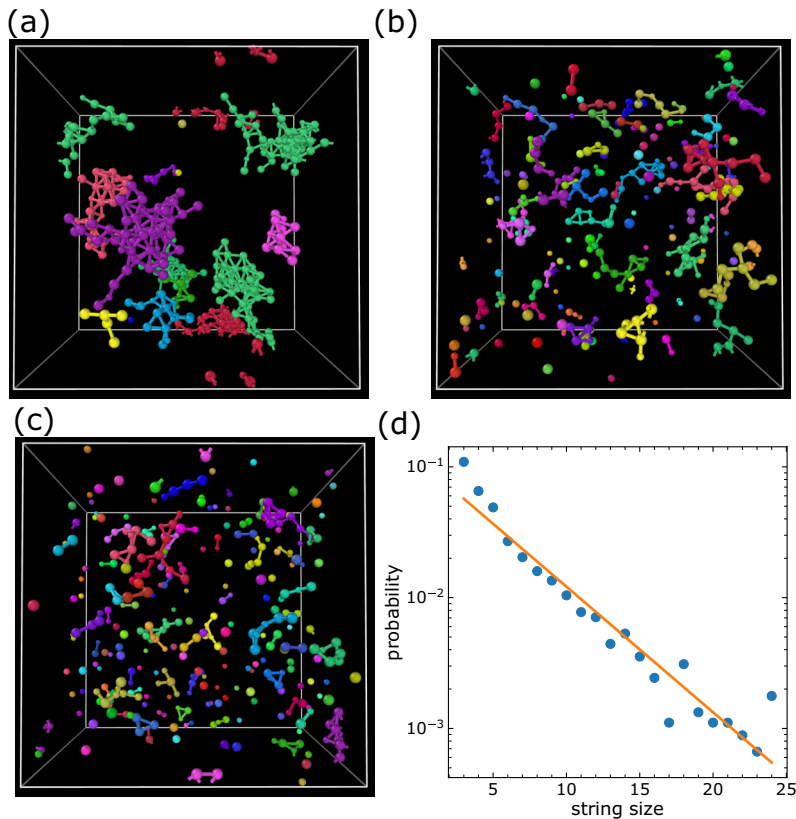 (a)
(b)
(c)
(d)
10⁻¹
10⁻²
10⁻³
probability
5
10
15
20
25
string size